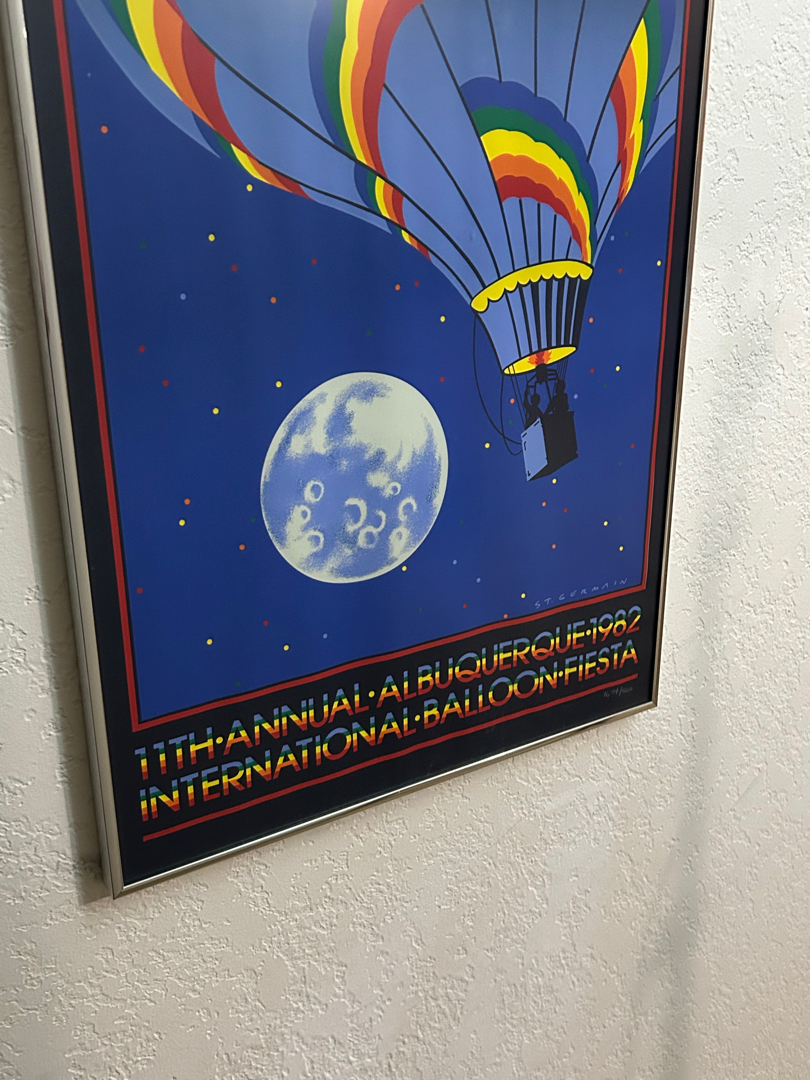 ST. GERMAIN
11TH•ANNUAL•ALBUQUERQUE•1982
INTERNATIONAL•BALLOON•FIESTA